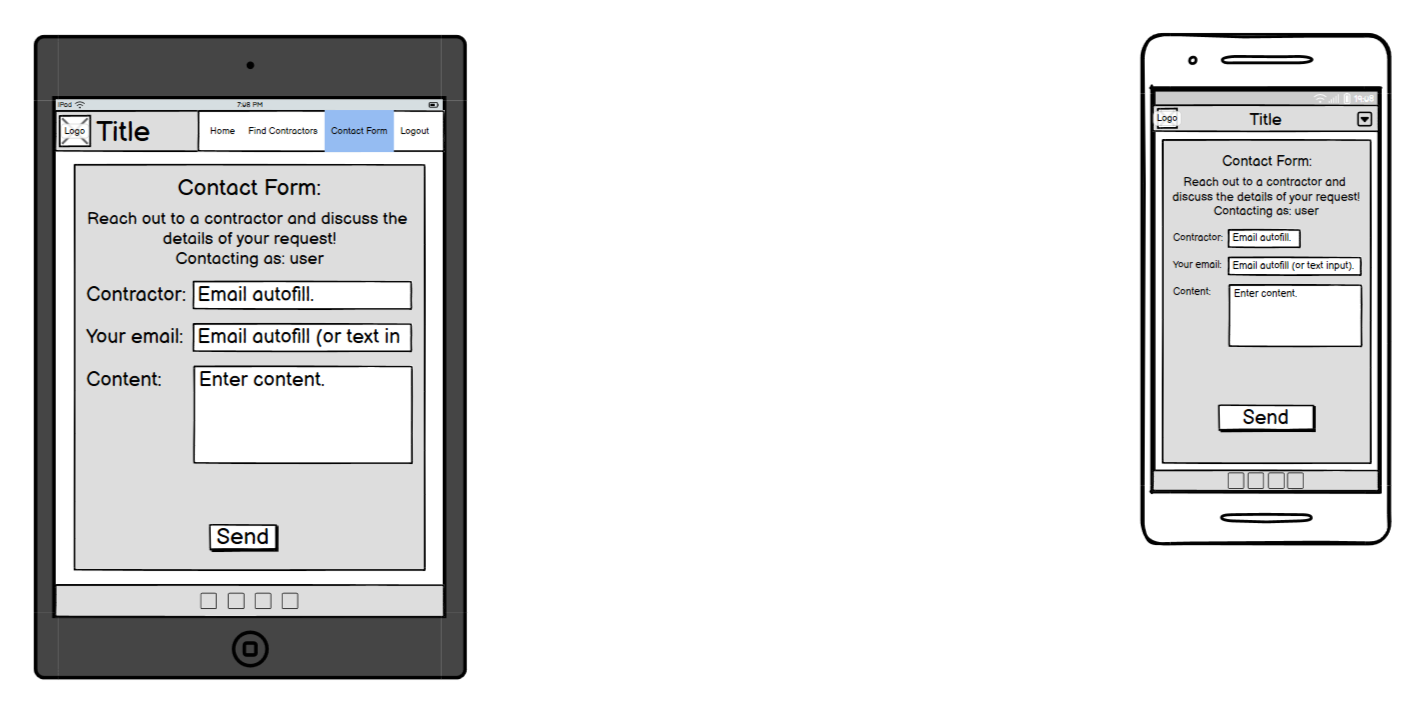 iPad
7:08 PM
Logo
Title
Home
Find Contractors
Contact Form
Logout
Contact Form:
Reach out to a contractor and discuss the
details of your request!
Contacting as: user
Contractor:
Email autofill.
Your email:
Email autofill (or text in
Content:
Enter content.
Send
19:08
Logo
Title
Contact Form:
Reach out to a contractor and
discuss the details of your request!
Contacting as: user
Contractor:
Email autofill.
Your email:
Email autofill (or text input).
Content:
Enter content.
Send